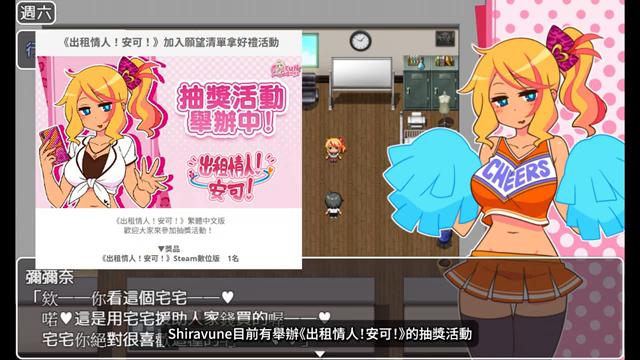 週六
行
《出租情人！安可！》加入願望清單拿好禮活動
抽獎活動
舉辦中！
出租情人！
安可！
《出租情人！安可！》繁體中文版
歡迎大家來參加抽獎活動！
▼獎品
《出租情人！安可！》Steam數位版 1名
CHEERS
彌彌奈
「欸——你看這個宅宅——♥
喏♥這是用宅宅援助人家錢買的喔——♥
宅宅你絕對很喜歡
Shiravune目前有舉辦《出租情人！安可！》的抽獎活動